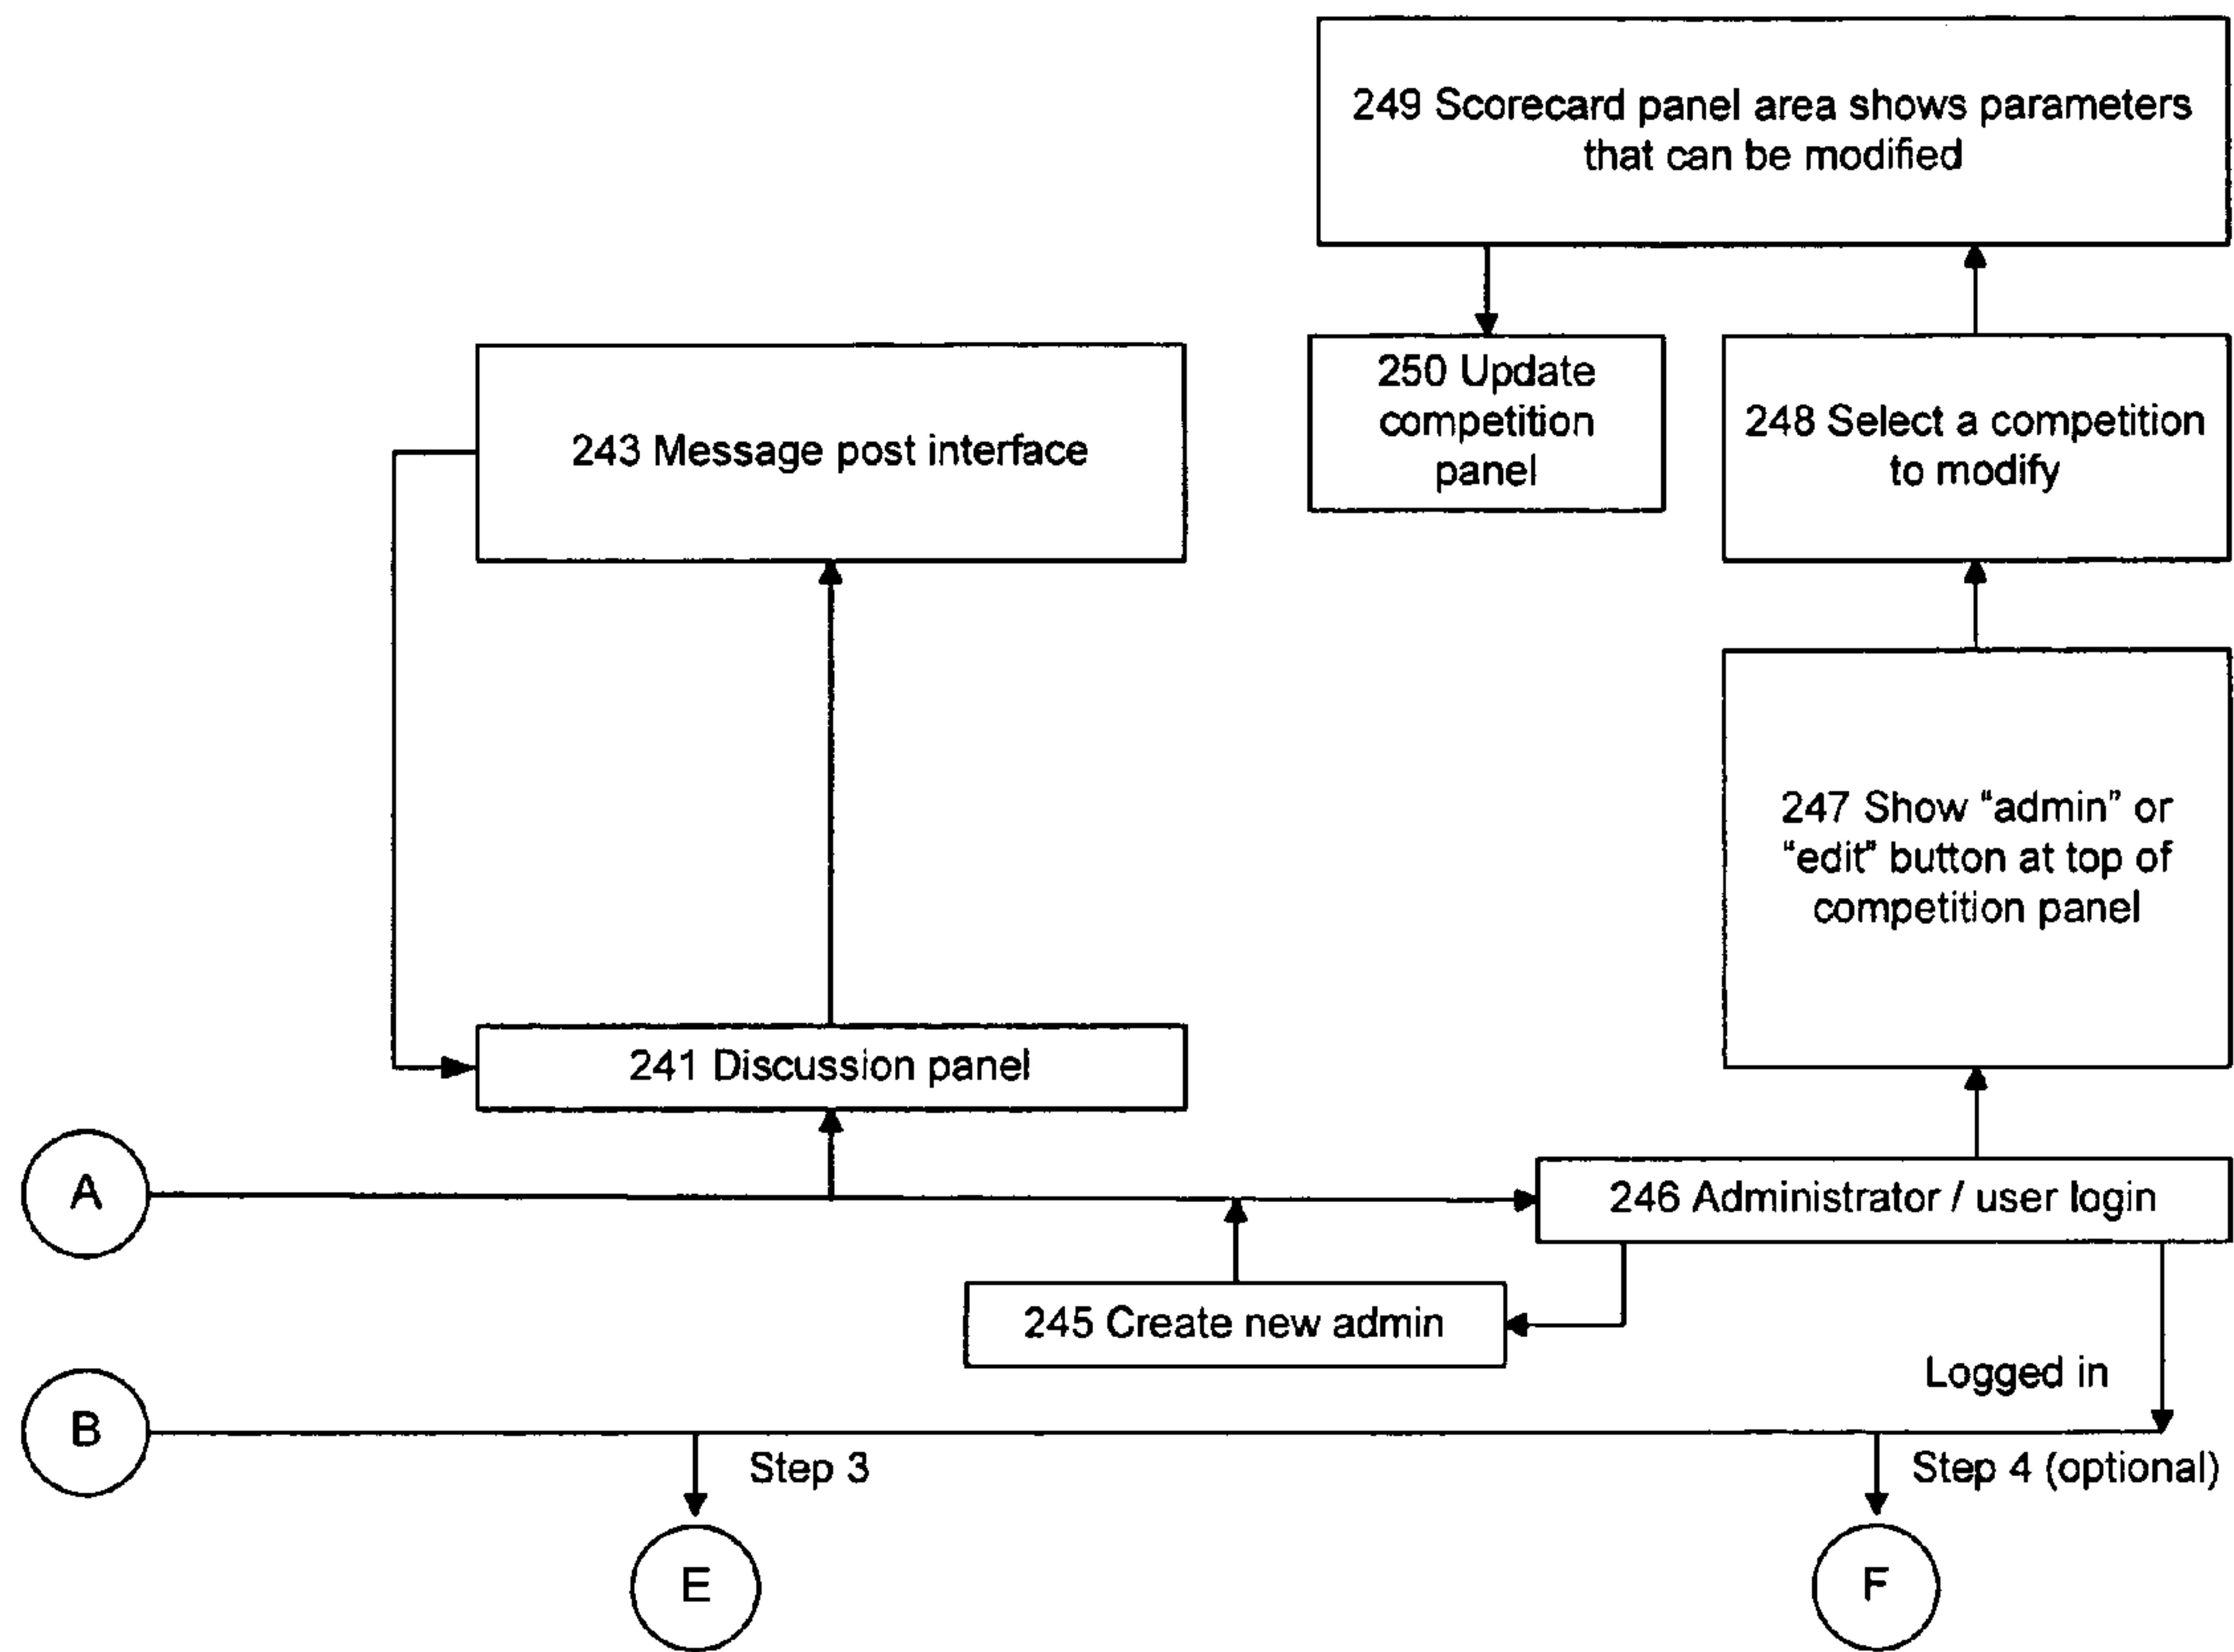 249 Scorecard panel area shows parameters
that can be modified
250 Update
competition
panel
248 Select a competition
to modify
243 Message post interface
247 Show “admin” or
“edit” button at top of
competition panel
241 Discussion panel
A
246 Administrator / user login
245 Create new admin
Logged in
B
Step 3
Step 4 (optional)
E
F